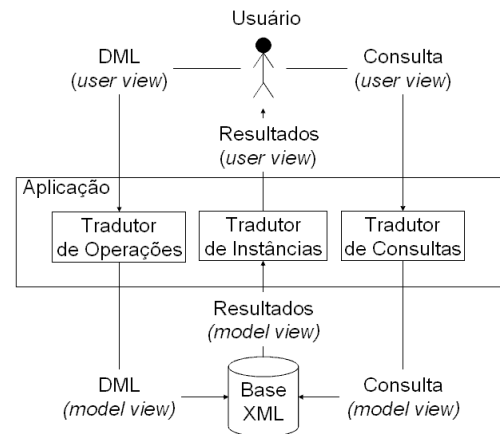 Usuário
DML
(user view)
Consulta
(user view)
Resultados
(user view)
Aplicação
Tradutor
de Operações
Tradutor
de Instâncias
Tradutor
de Consultas
Resultados
(model view)
DML
(model view)
Base
XML
Consulta
(model view)